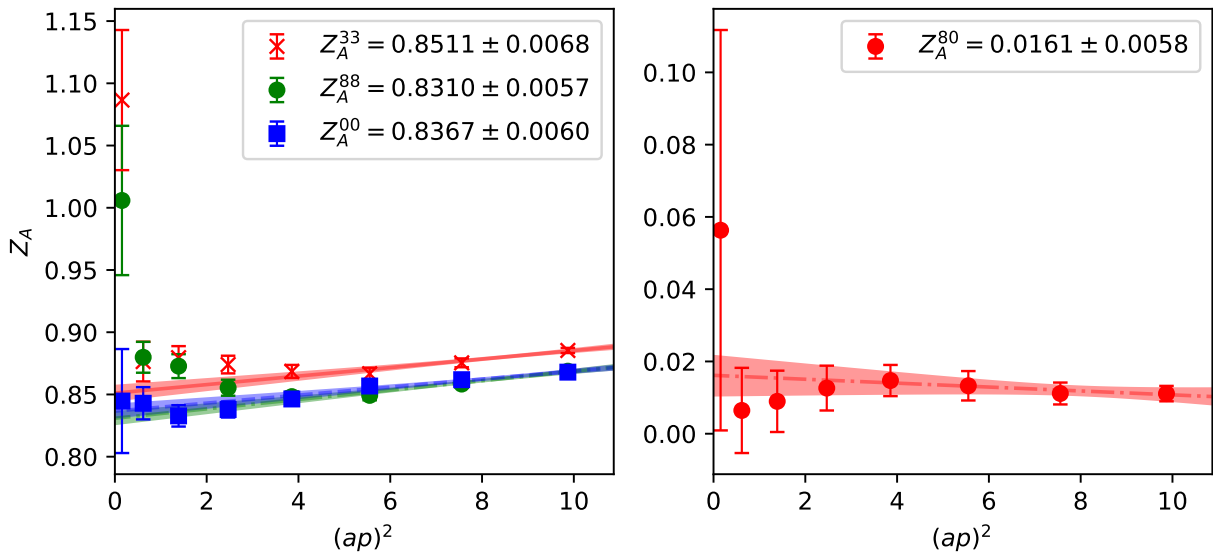 1.15
1.10
1.05
1.00
0.95
0.90
0.85
0.80
Z_A
Z_A^{33} = 0.8511 ± 0.0068
Z_A^{88} = 0.8310 ± 0.0057
Z_A^{00} = 0.8367 ± 0.0060
0 2 4 6 8 10
(ap)^2
0.10
0.08
0.06
0.04
0.02
0.00
Z_A^{80} = 0.0161 ± 0.0058
0 2 4 6 8 10
(ap)^2